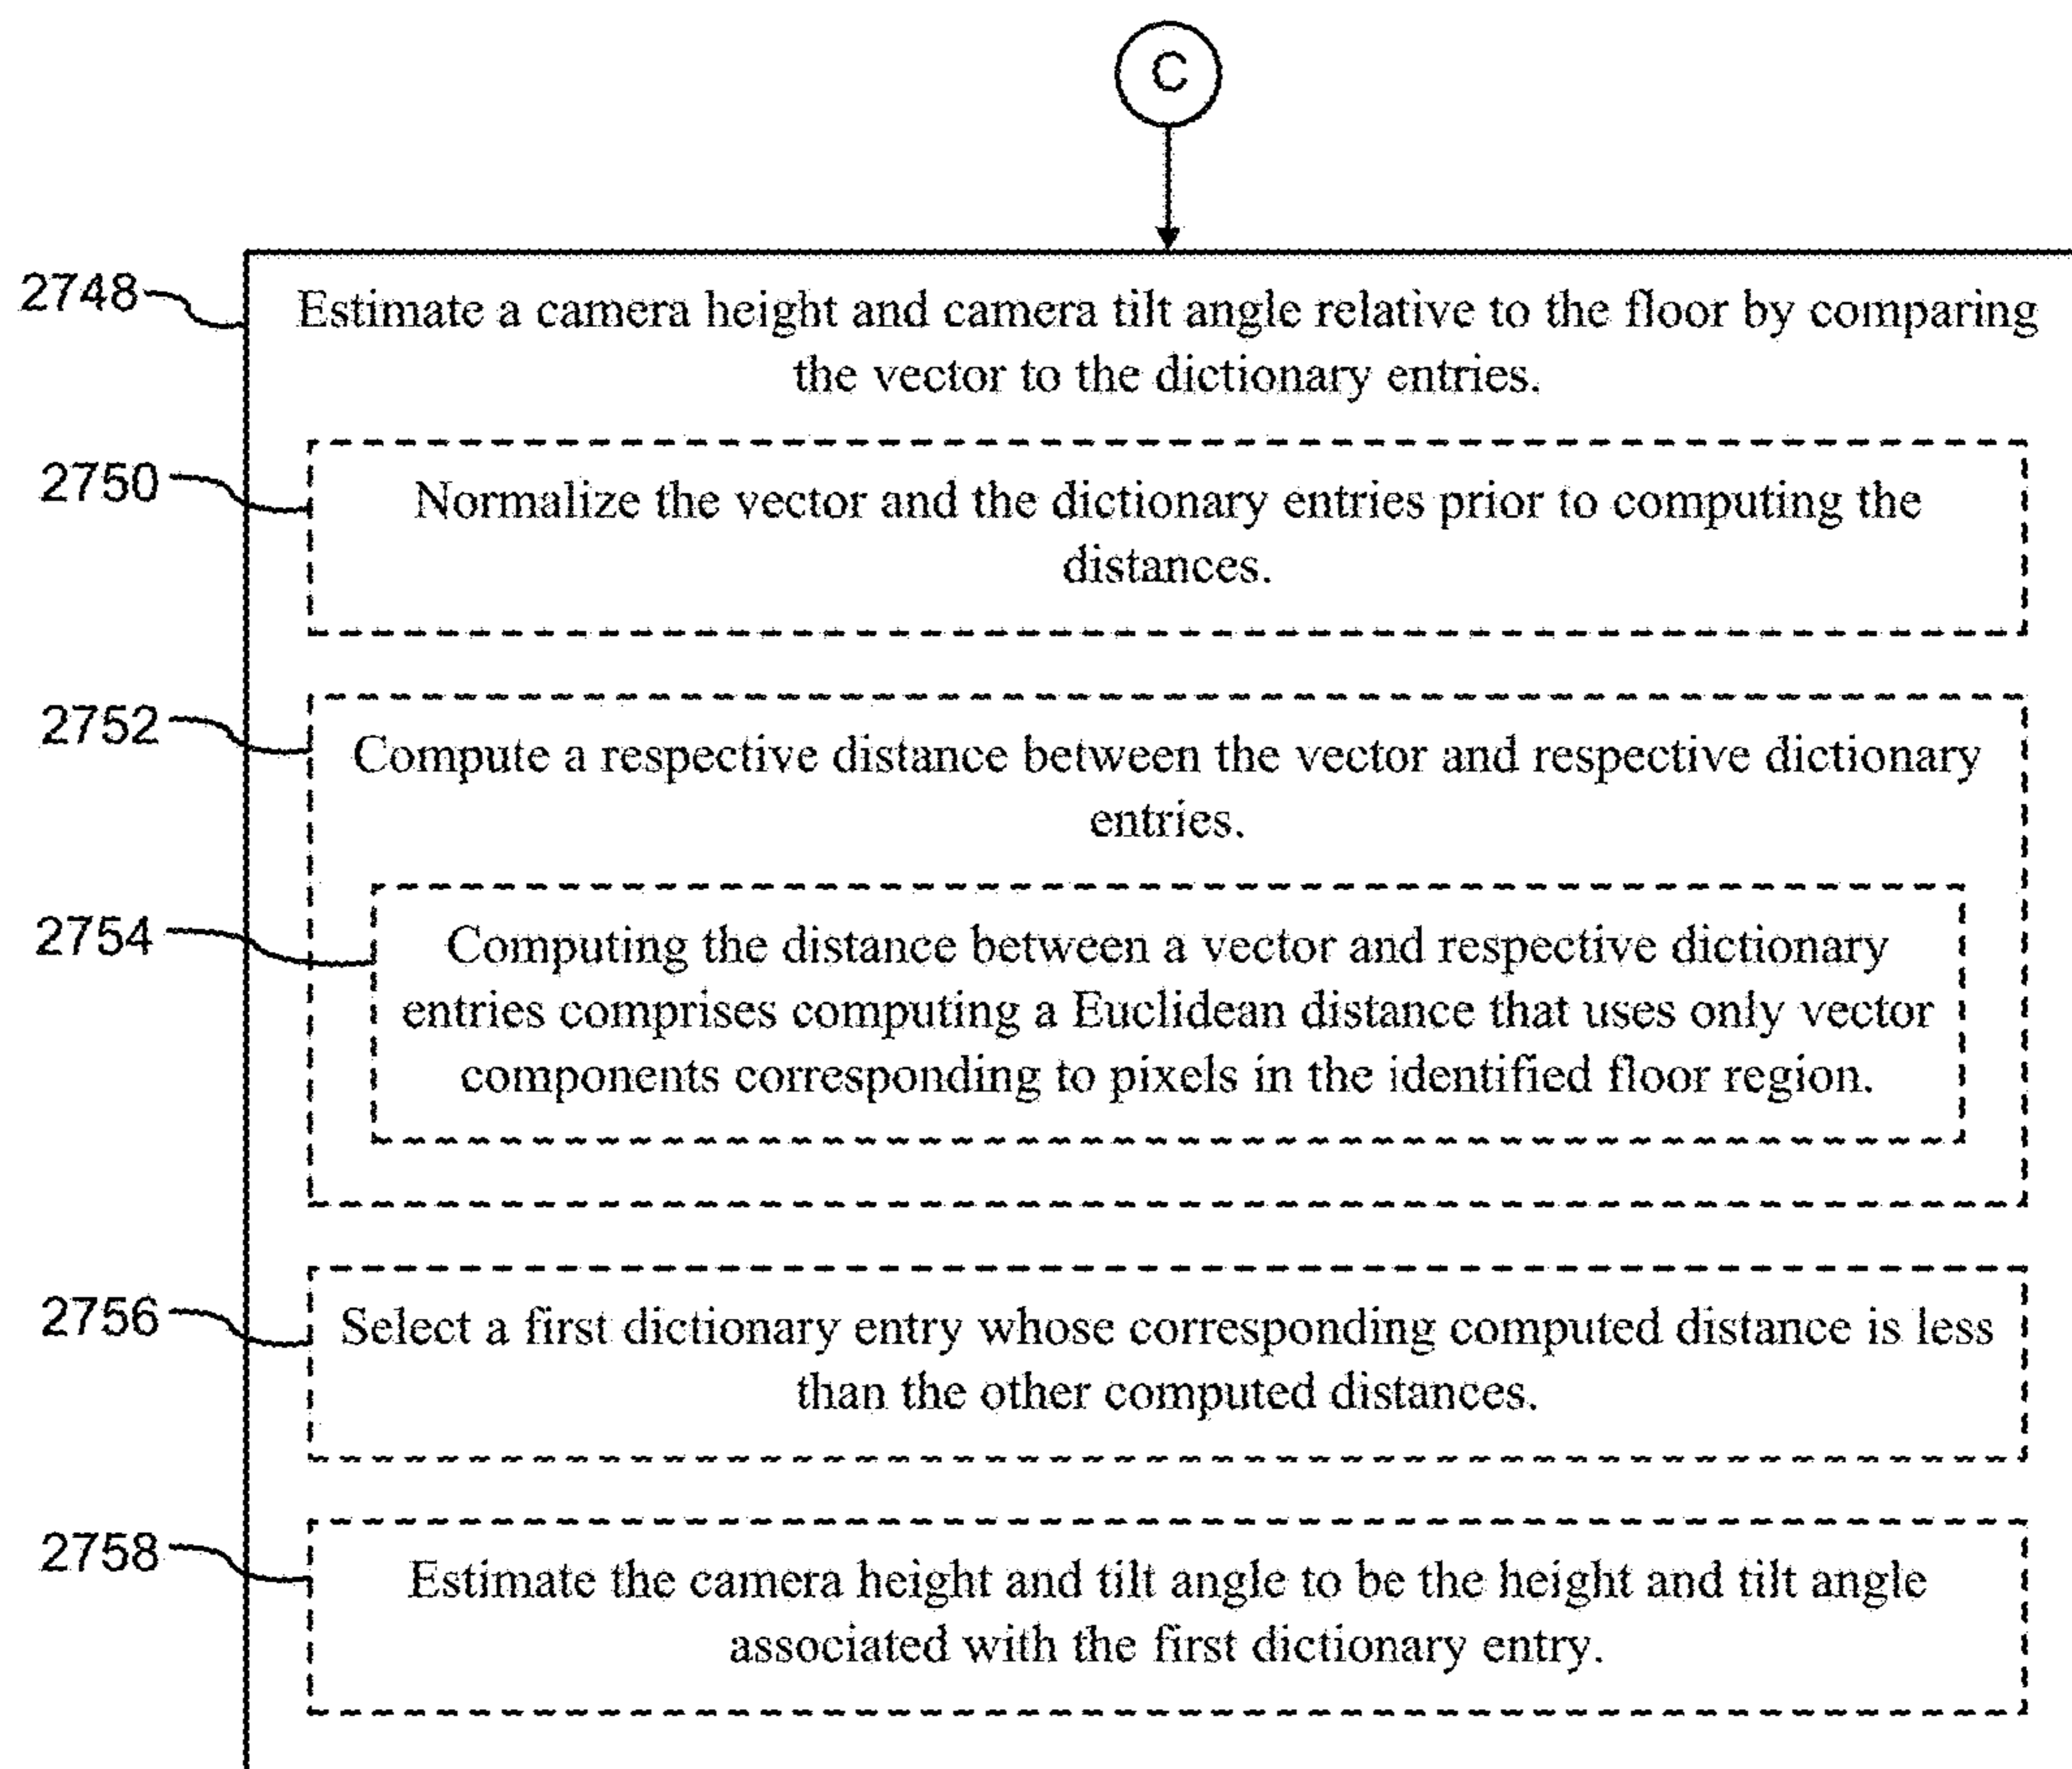 C
2748
Estimate a camera height and camera tilt angle relative to the floor by comparing
the vector to the dictionary entries.
2750
Normalize the vector and the dictionary entries prior to computing the
distances.
2752
Compute a respective distance between the vector and respective dictionary
entries.
2754
Computing the distance between a vector and respective dictionary
entries comprises computing a Euclidean distance that uses only vector
components corresponding to pixels in the identified floor region.
2756
Select a first dictionary entry whose corresponding computed distance is less
than the other computed distances.
2758
Estimate the camera height and tilt angle to be the height and tilt angle
associated with the first dictionary entry.